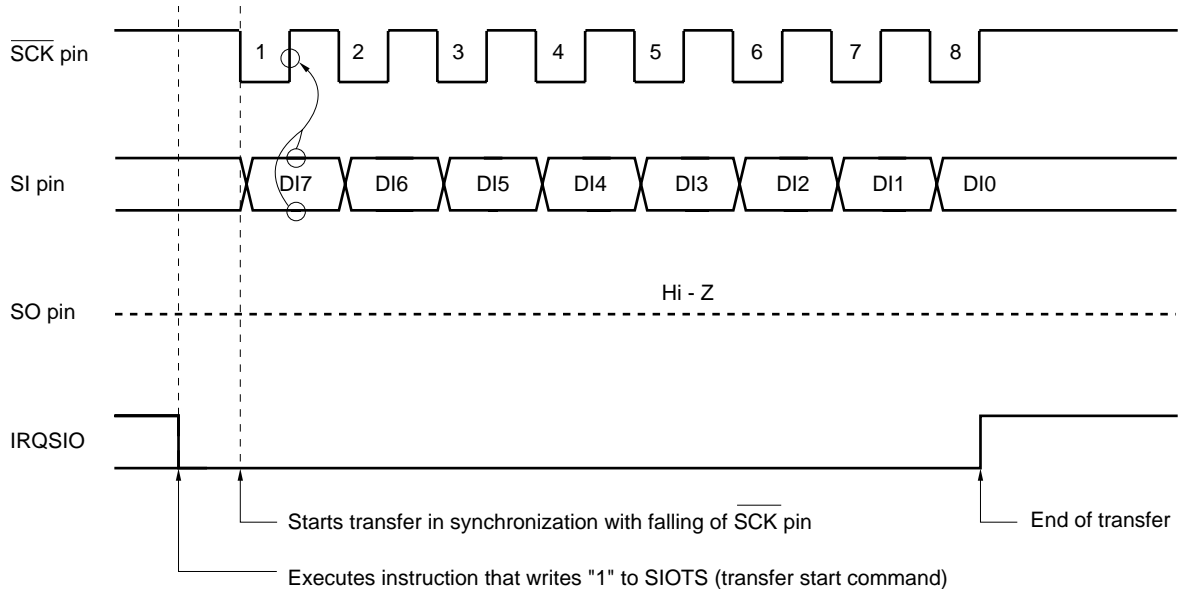 SCK pin
1 2 3 4 5 6 7 8
SI pin
DI7 DI6 DI5 DI4 DI3 DI2 DI1 DI0
Hi - Z
SO pin
IRQSIO
Starts transfer in synchronization with falling of SCK pin
End of transfer
Executes instruction that writes "1" to SIOTS (transfer start command)